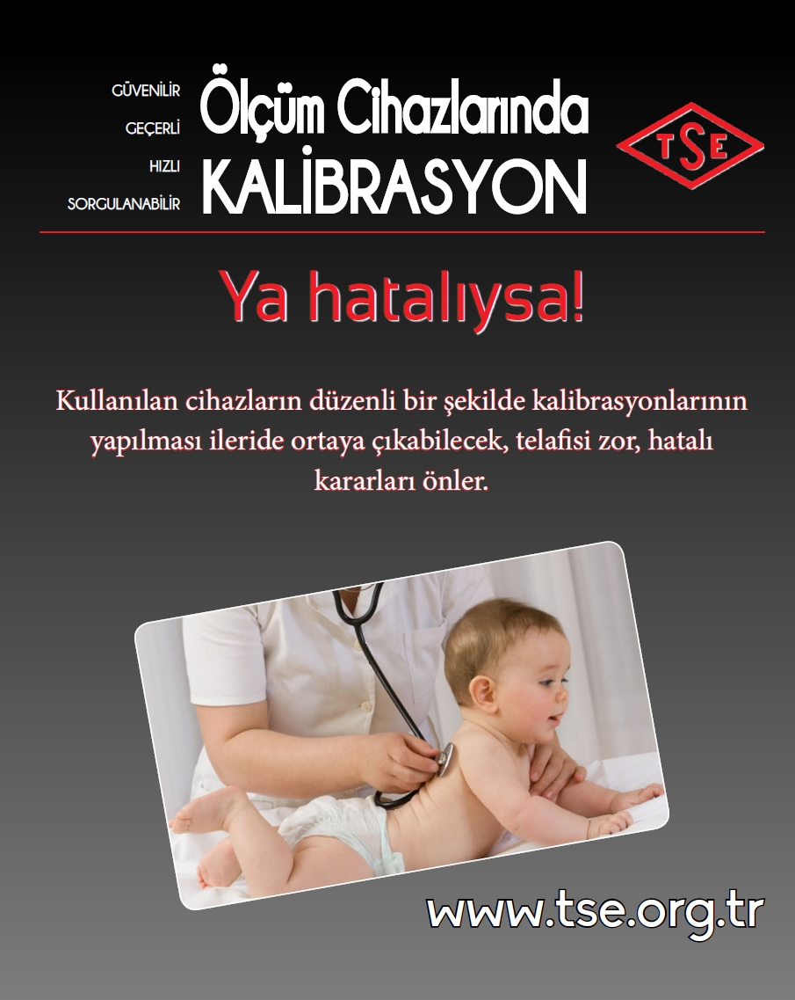 GÜVENİLİR
GEÇERLİ
HIZLI
SORGULANABİLİR
Ölçüm Cihazlarında
KALİBRASYON
TSE
Ya hatalıysa!
Kullanılan cihazların düzenli bir şekilde kalibrasyonlarının
yapılması ileride ortaya çıkabilecek, telafisi zor, hatalı
kararları önler.
www.tse.org.tr